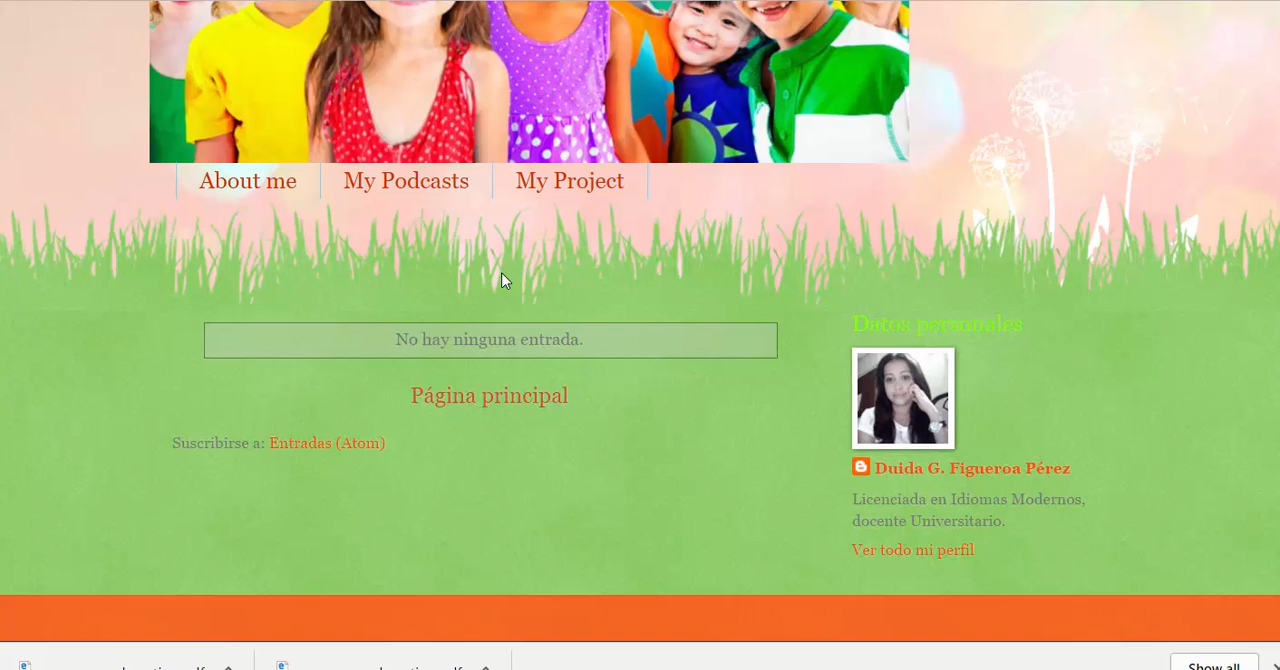 About me
My Podcasts
My Project
No hay ninguna entrada.
Página principal
Suscribirse a: Entradas (Atom)
Datos personales
Duida G. Figueroa Pérez
Licenciada en Idiomas Modernos,
docente Universitario.
Ver todo mi perfil
Show all